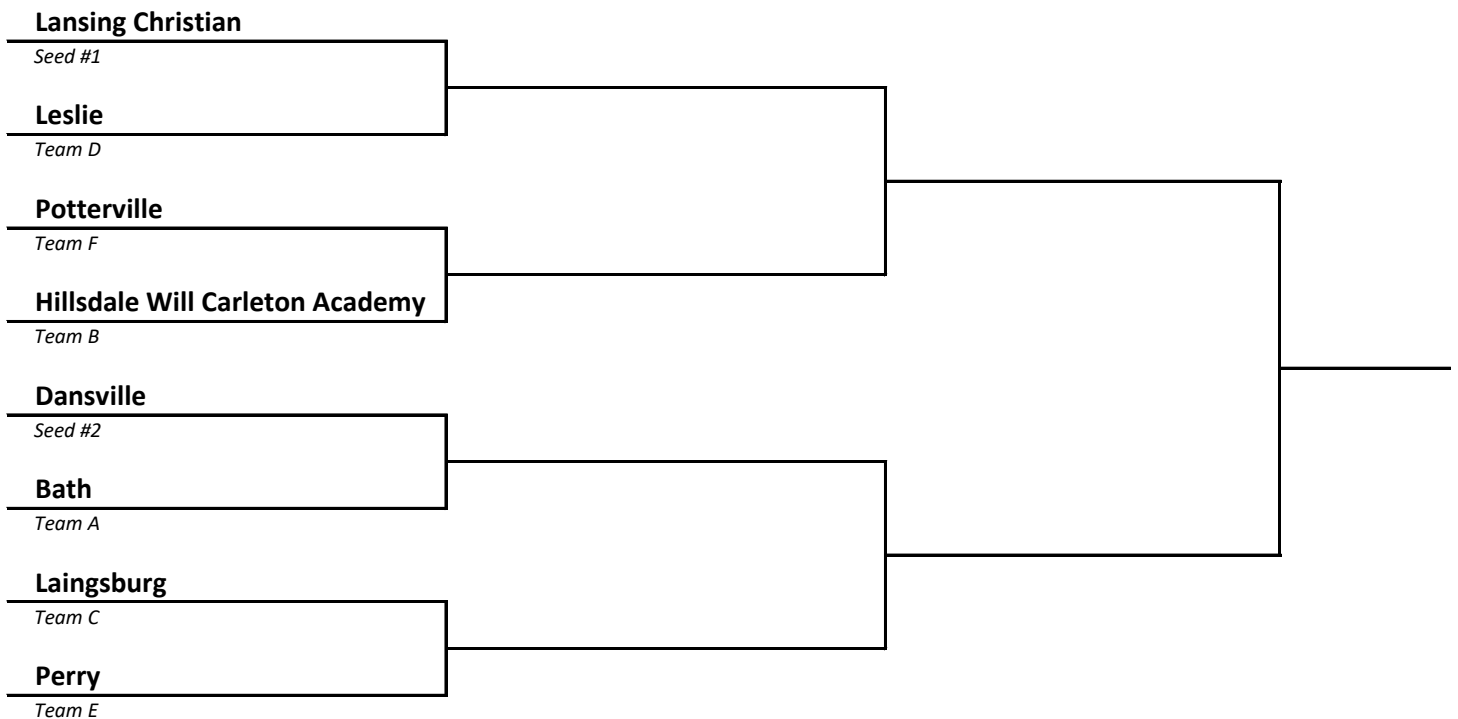 Lansing Christian
Seed #1
Leslie
Team D
Potterville
Team F
Hillsdale Will Carleton Academy
Team B
Dansville
Seed #2
Bath
Team A
Laingsburg
Team C
Perry
Team E